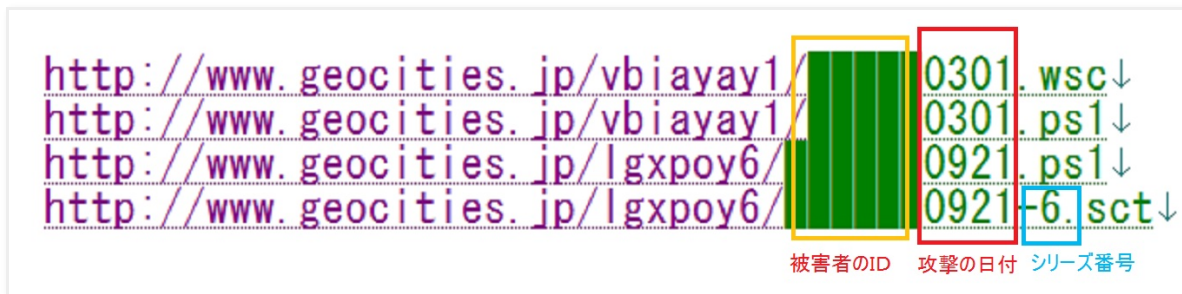 http://www.geocities.jp/vbiayay1/0301.wsc↓
http://www.geocities.jp/vbiayay1/0301.ps1↓
http://www.geocities.jp/lgxpoy6/0921.ps1↓
http://www.geocities.jp/lgxpoy6/0921-6.sct↓
被害者のID 攻撃の日付 シリーズ番号